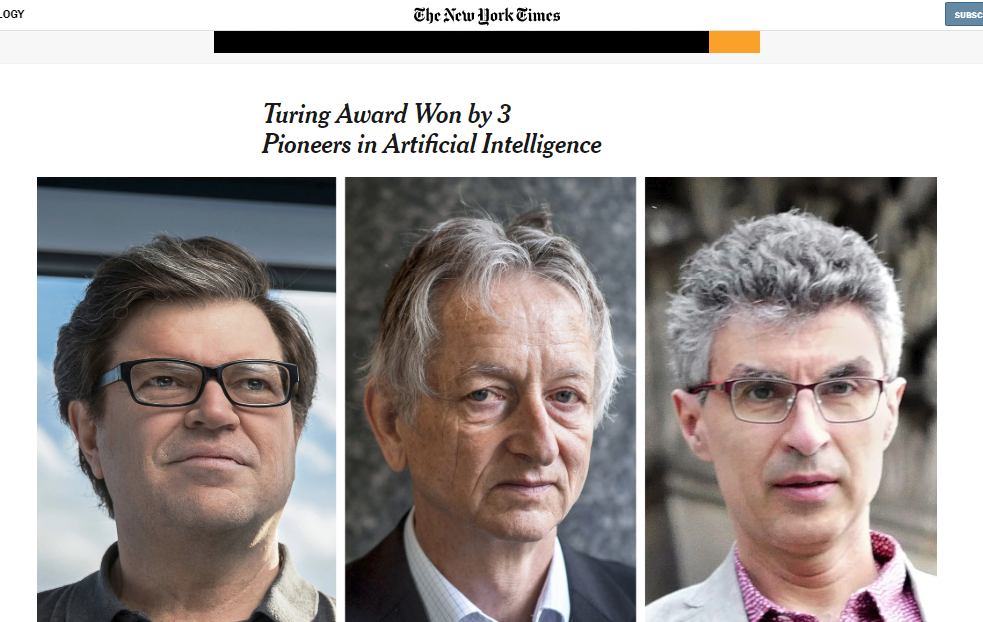 LOGY
The New York Times
SUBSC
Turing Award Won by 3
Pioneers in Artificial Intelligence